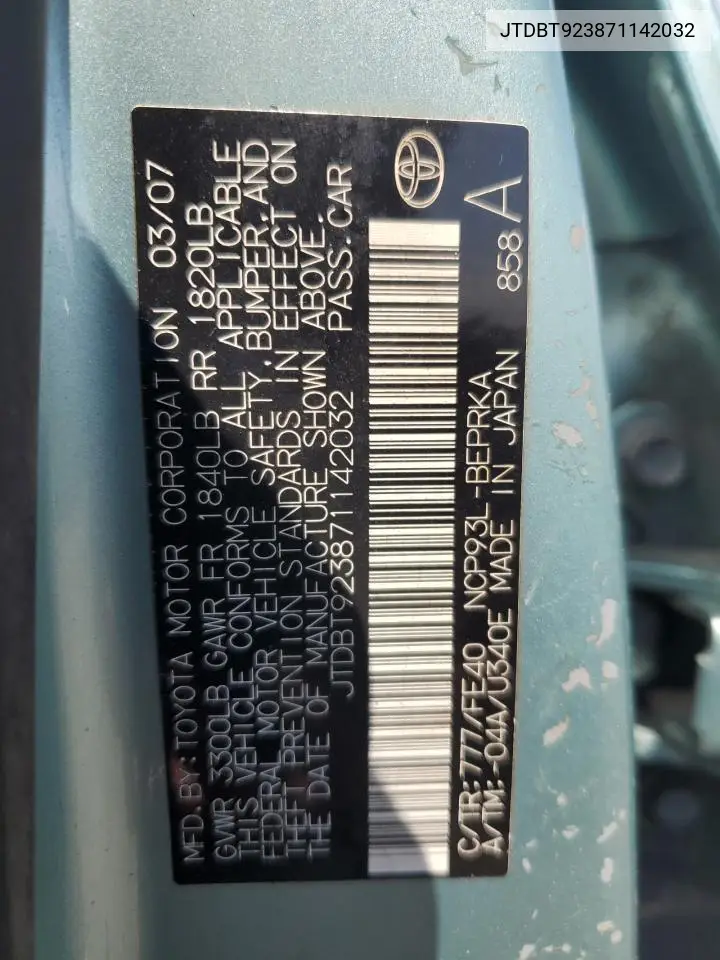 JTDBT923871142032
MFD.BY:TOYOTA MOTOR CORPORATION 03/07
GVWR 3300LB GAWR FR 1840LB RR 1820LB
THIS VEHICLE CONFORMS TO ALL APPLICABLE
FEDERAL MOTOR VEHICLE SAFETY,BUMPER,AND
THEFT PREVENTION STANDARDS IN EFFECT ON
THE DATE OF MANUFACTURE SHOWN ABOVE.
JTDBT923871142032 PASS.CAR
C/TR:777/FE40 NCP93L-BEPRKA
A/TM:-04A/U340E MADE IN JAPAN 858 A